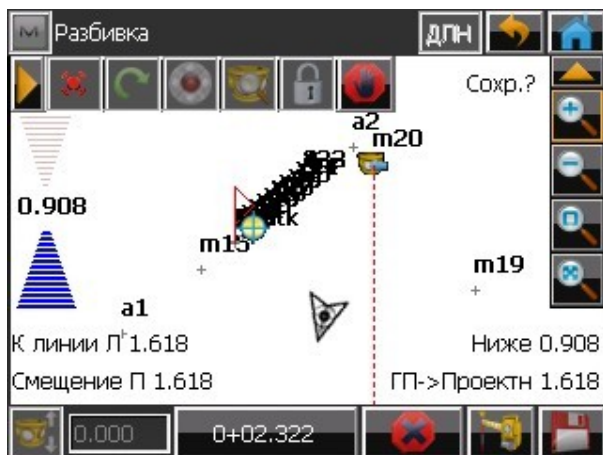 Разбивка
ДЛН
Сохр.?
a2
m20
0.908
m15
m19
a1
К линии Л 1.618
Ниже 0.908
Смещение П 1.618
ГП->Проектн 1.618
0.000
0+02.322